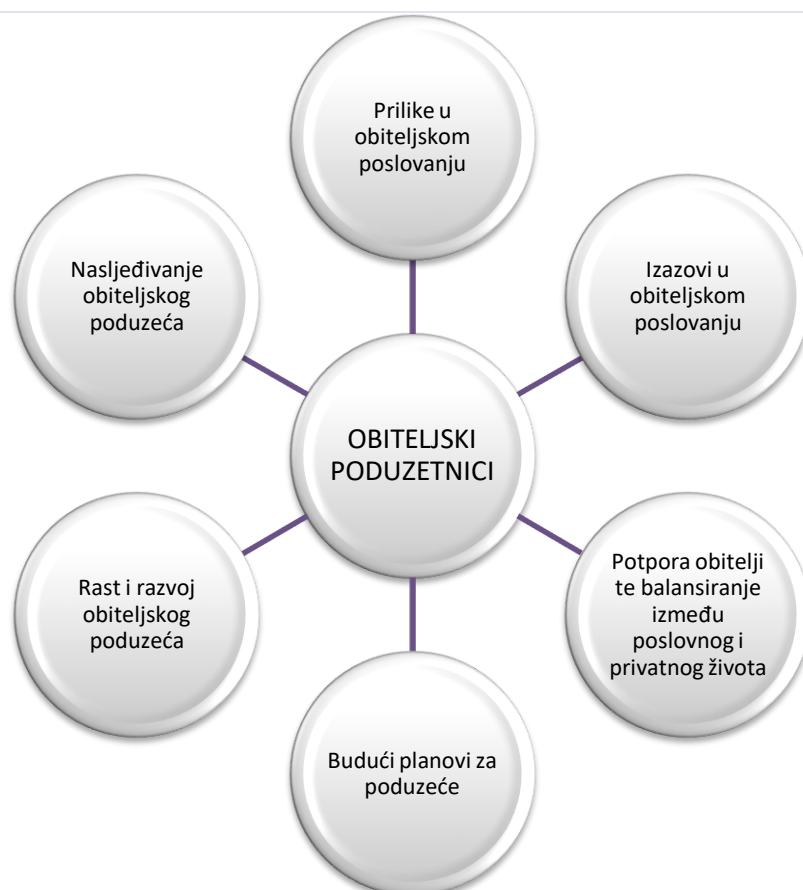 Prilike u
obiteljskom
poslovanju
Nasljeđivanje
obiteljskog
poduzeća
Izazovi u
obiteljskom
poslovanju
OBITELJSKI
PODUZETNICI
Rast i razvoj
obiteljskog
poduzeća
Potpora obitelji
te balansiranje
između
poslovnog i
privatnog života
Budući planovi za
poduzeće